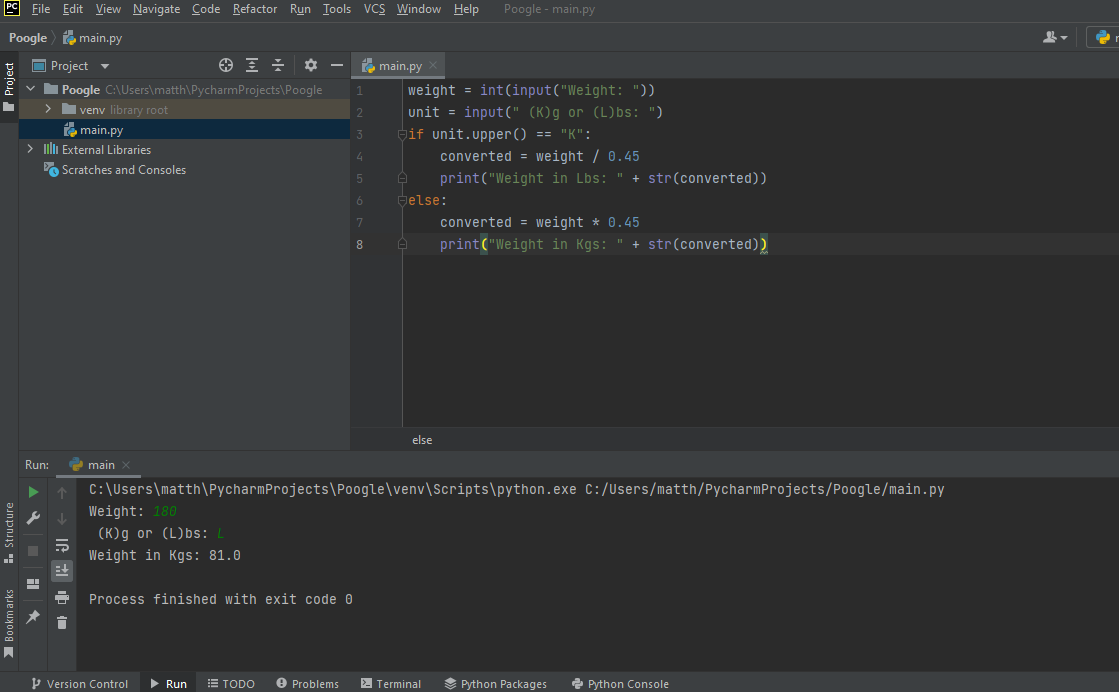 PC File Edit View Navigate Code Refactor Run Tools VCS Window Help Poogle - main.py
Poogle main.py
Project
Project
main.py
Poogle C:\Users\matth\PycharmProjects\Poogle
venv library root
main.py
External Libraries
Scratches and Consoles
1 weight = int(input("Weight: "))
2 unit = input(" (K)g or (L)bs: ")
3 if unit.upper() == "K":
4 converted = weight / 0.45
5 print("Weight in Lbs: " + str(converted))
6 else:
7 converted = weight * 0.45
8 print("Weight in Kgs: " + str(converted))
else
Run: main
C:\Users\matth\PycharmProjects\Poogle\venv\Scripts\python.exe C:/Users/matth/PycharmProjects/Poogle/main.py
Weight: 180
(K)g or (L)bs: L
Weight in Kgs: 81.0
Process finished with exit code 0
Structure
Bookmarks
Version Control Run TODO Problems Terminal Python Packages Python Console